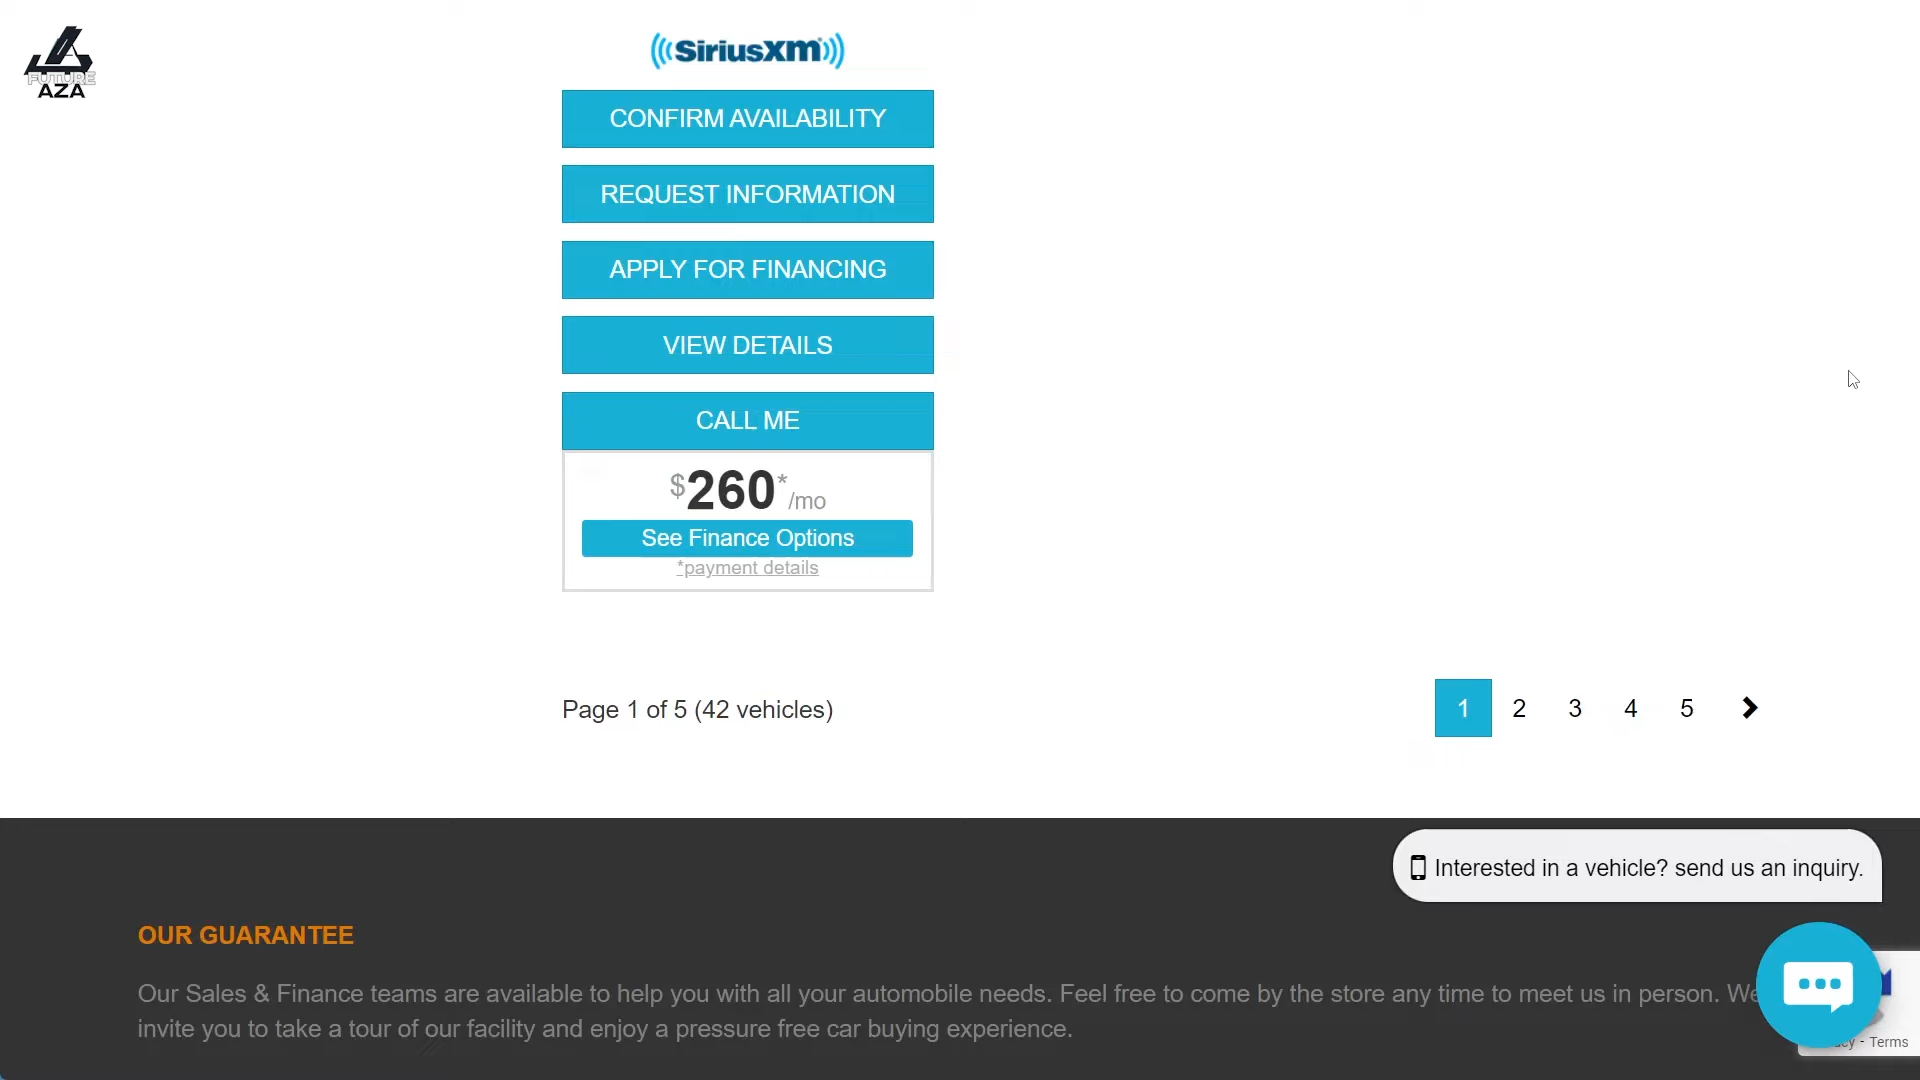 FUTURE
AZA
SiriusXM
CONFIRM AVAILABILITY
REQUEST INFORMATION
APPLY FOR FINANCING
VIEW DETAILS
CALL ME
$260*/mo
See Finance Options
*payment details
Page 1 of 5 (42 vehicles)
1 2 3 4 5
Interested in a vehicle? send us an inquiry.
OUR GUARANTEE
Our Sales & Finance teams are available to help you with all your automobile needs. Feel free to come by the store any time to meet us in person. We
invite you to take a tour of our facility and enjoy a pressure free car buying experience.
- Terms